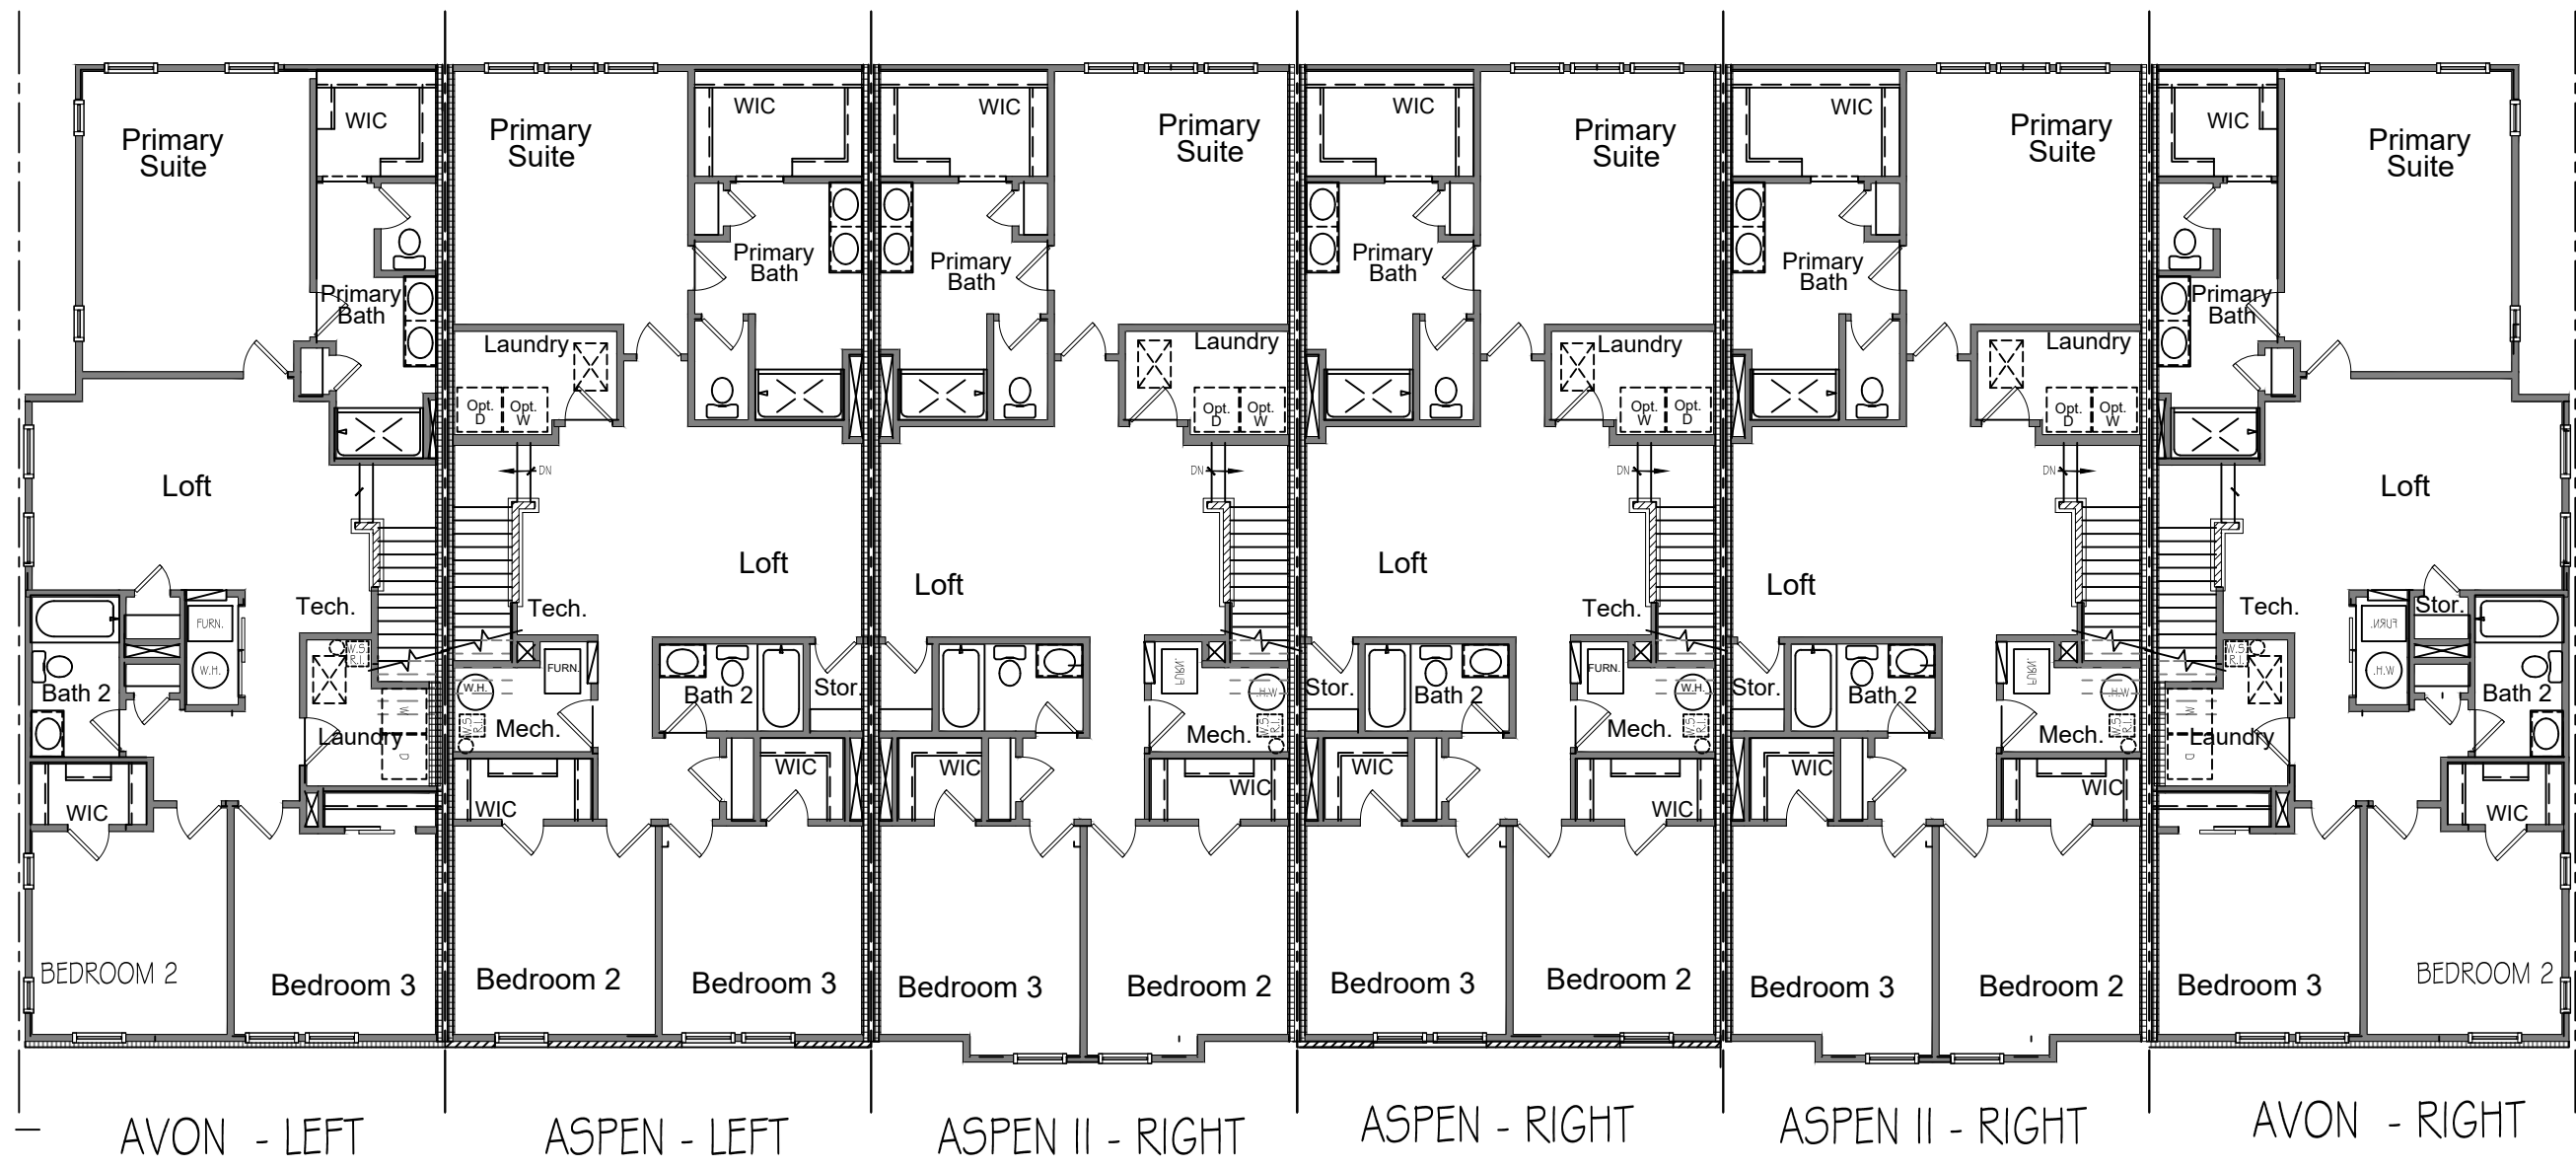 Primary
Suite
WIC
Primary
Bath
Loft
Tech.
FURN.
W.H.
W.S.
R.I.
Bath 2
Laundry
W
D
WIC
BEDROOM 2
Bedroom 3
AVON - LEFT
Primary
Suite
WIC
Primary
Bath
Laundry
Opt.
D
Opt.
W
DN
Loft
Tech.
FURN.
W.H.
W.S.
R.I.
Mech.
Bath 2
Stor.
WIC
WIC
Bedroom 2
Bedroom 3
ASPEN - LEFT
WIC
Primary
Suite
Primary
Bath
Laundry
Opt.
D
Opt.
W
DN
Loft
FURN.
W.H.
W.S.
R.I.
Mech.
WIC
WIC
Bedroom 3
Bedroom 2
ASPEN II - RIGHT
WIC
Primary
Suite
Primary
Bath
Laundry
Opt.
W
Opt.
D
DN
Loft
Tech.
FURN.
W.H.
W.S.
R.I.
Stor.
Bath 2
Mech.
WIC
WIC
Bedroom 3
Bedroom 2
ASPEN - RIGHT
WIC
Primary
Suite
Primary
Bath
Laundry
Opt.
D
Opt.
W
DN
Loft
FURN.
W.H.
W.S.
R.I.
Stor.
Bath 2
Mech.
WIC
WIC
Bedroom 3
Bedroom 2
ASPEN II - RIGHT
WIC
Primary
Suite
Primary
Bath
Loft
Tech.
Stor.
FURN.
W.H.
W.S.
R.I.
Bath 2
Laundry
W
D
WIC
Bedroom 3
BEDROOM 2
AVON - RIGHT